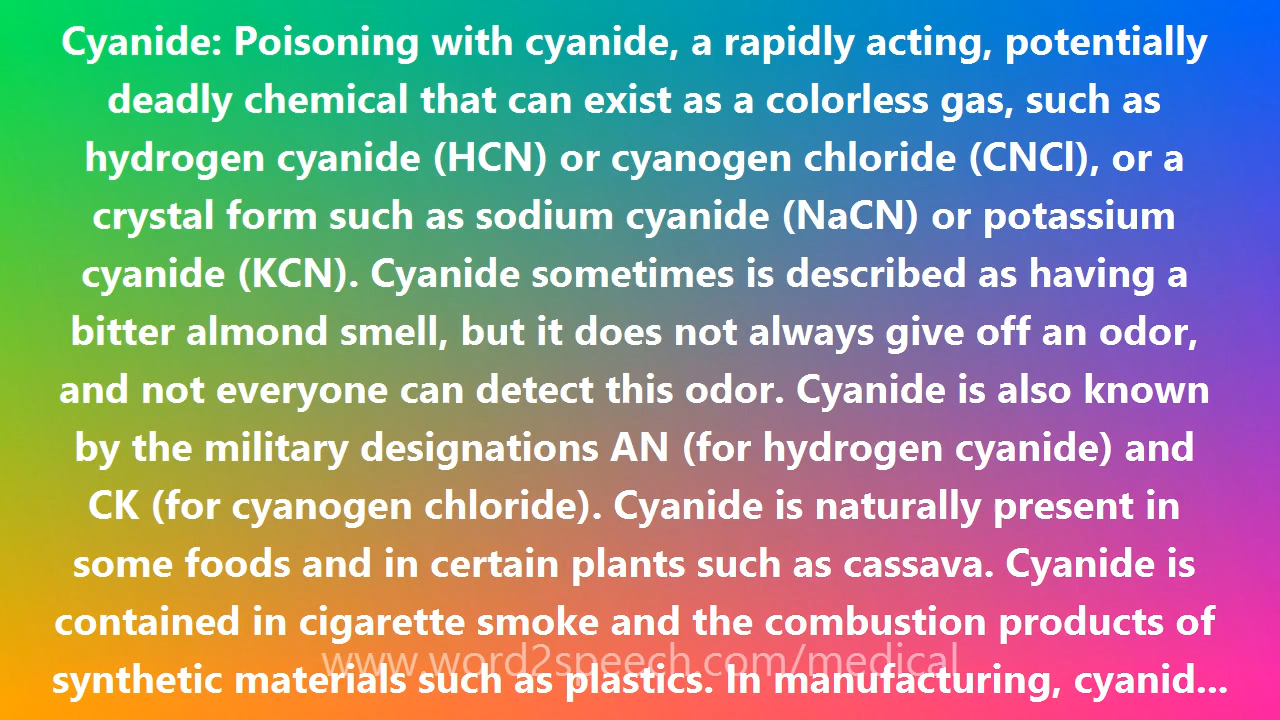 Cyanide: Poisoning with cyanide, a rapidly acting, potentially
deadly chemical that can exist as a colorless gas, such as
hydrogen cyanide (HCN) or cyanogen chloride (CNCl), or a
crystal form such as sodium cyanide (NaCN) or potassium
cyanide (KCN). Cyanide sometimes is described as having a
bitter almond smell, but it does not always give off an odor,
and not everyone can detect this odor. Cyanide is also known
by the military designations AN (for hydrogen cyanide) and
CK (for cyanogen chloride). Cyanide is naturally present in
some foods and in certain plants such as cassava. Cyanide is
contained in cigarette smoke and the combustion products of
www.word2speech.com/medical
synthetic materials such as plastics. In manufacturing, cyanid...